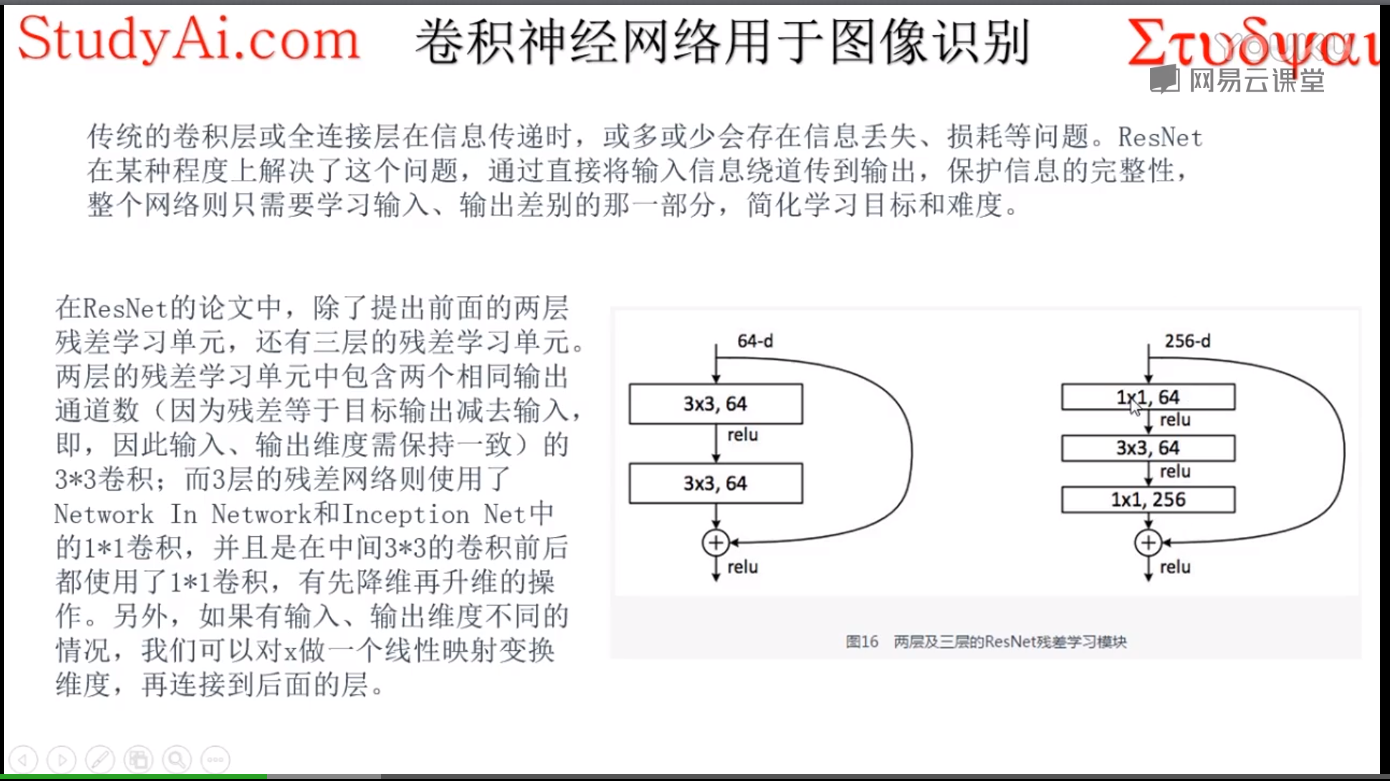 StudyAi.com
卷积神经网络用于图像识别
Στυdψαι
YOUKU
网易云课堂
传统的卷积层或全连接层在信息传递时，或多或少会存在信息丢失、损耗等问题。ResNet
在某种程度上解决了这个问题，通过直接将输入信息绕道传到输出，保护信息的完整性，
整个网络则只需要学习输入、输出差别的那一部分，简化学习目标和难度。
在ResNet的论文中，除了提出前面的两层
残差学习单元，还有三层的残差学习单元。
两层的残差学习单元中包含两个相同输出
通道数（因为残差等于目标输出减去输入，
即，因此输入、输出维度需保持一致）的
3*3卷积；而3层的残差网络则使用了
Network In Network和Inception Net中
的1*1卷积，并且是在中间3*3的卷积前后
都使用了1*1卷积，有先降维再升维的操
作。另外，如果有输入、输出维度不同的
情况，我们可以对x做一个线性映射变换
维度，再连接到后面的层。
64-d
3x3, 64
relu
3x3, 64
relu
256-d
1x1, 64
relu
3x3, 64
relu
1x1, 256
relu
图16 两层及三层的ResNet残差学习模块